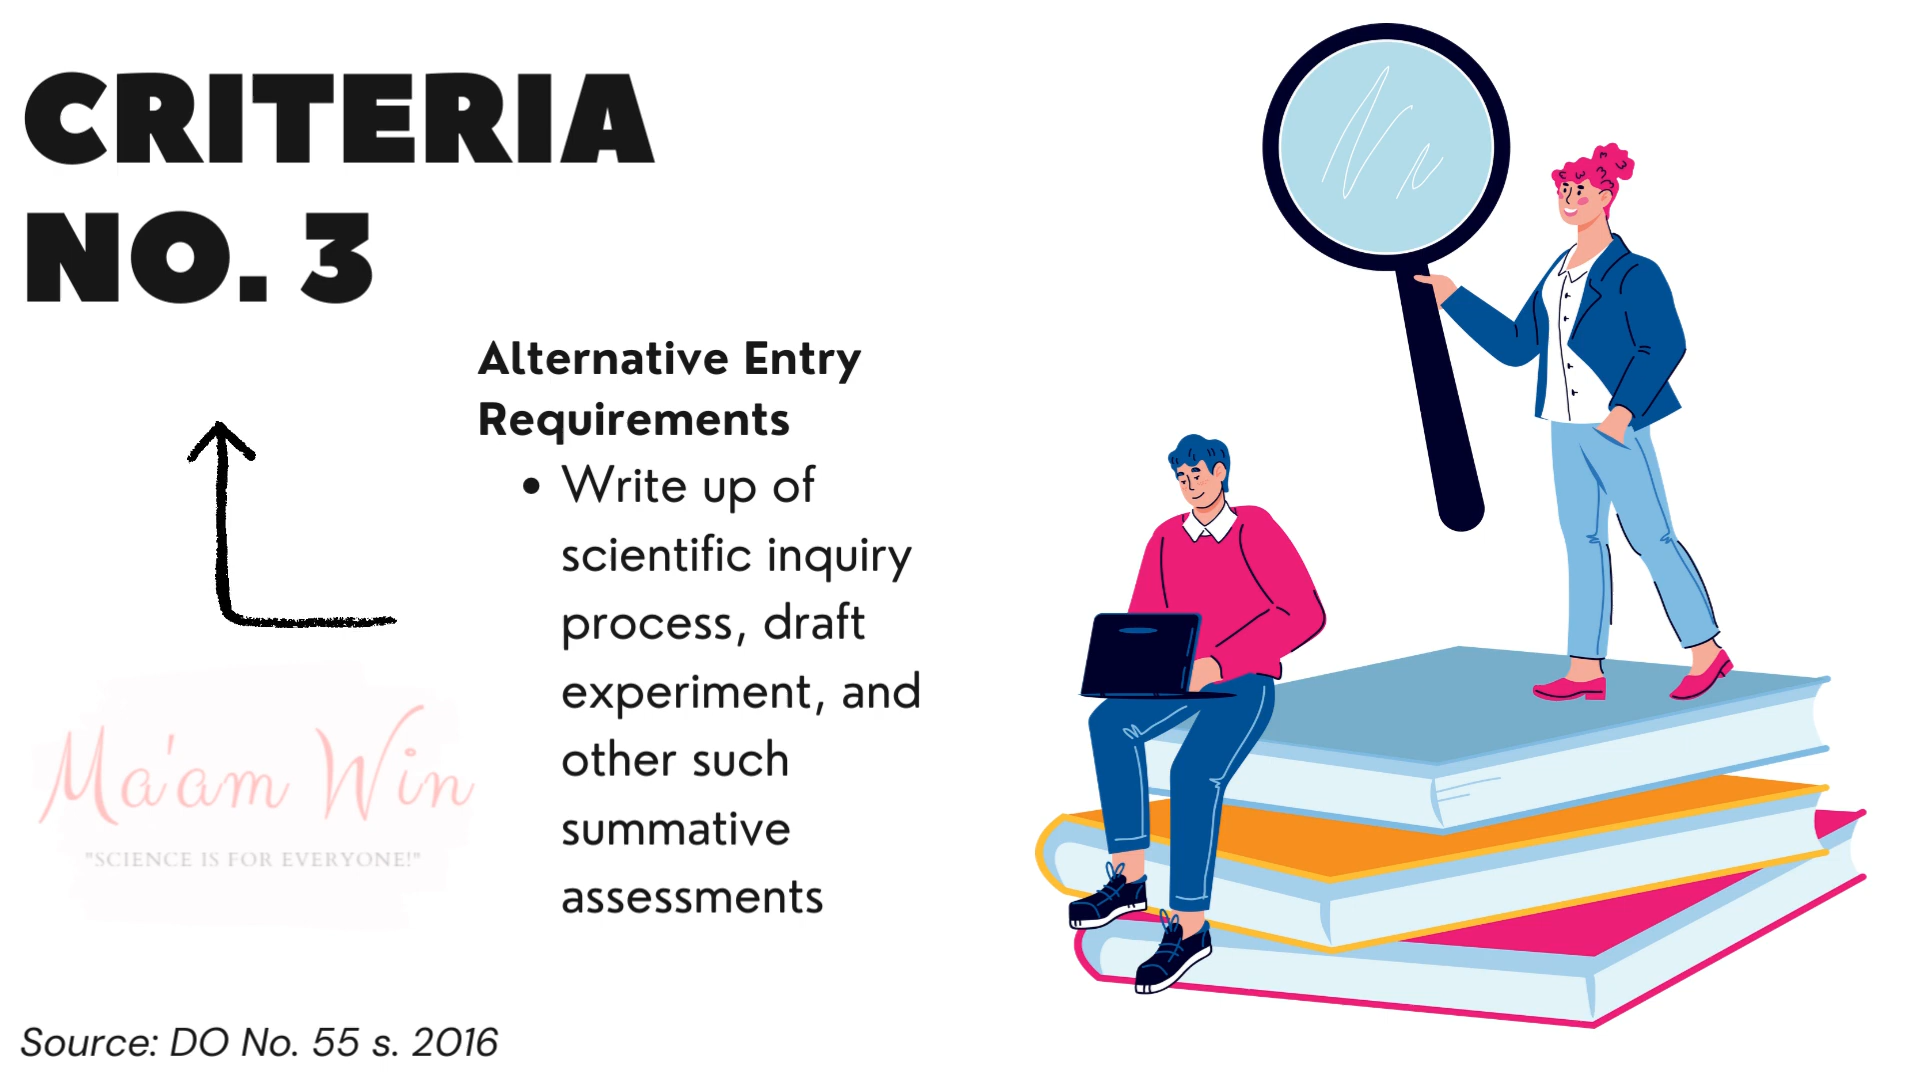 CRITERIA
NO. 3
Alternative Entry
Requirements
• Write up of
scientific inquiry
process, draft
experiment, and
other such
summative
assessments
Ma'am Win
"SCIENCE IS FOR EVERYONE!"
Source: DO No. 55 s. 2016